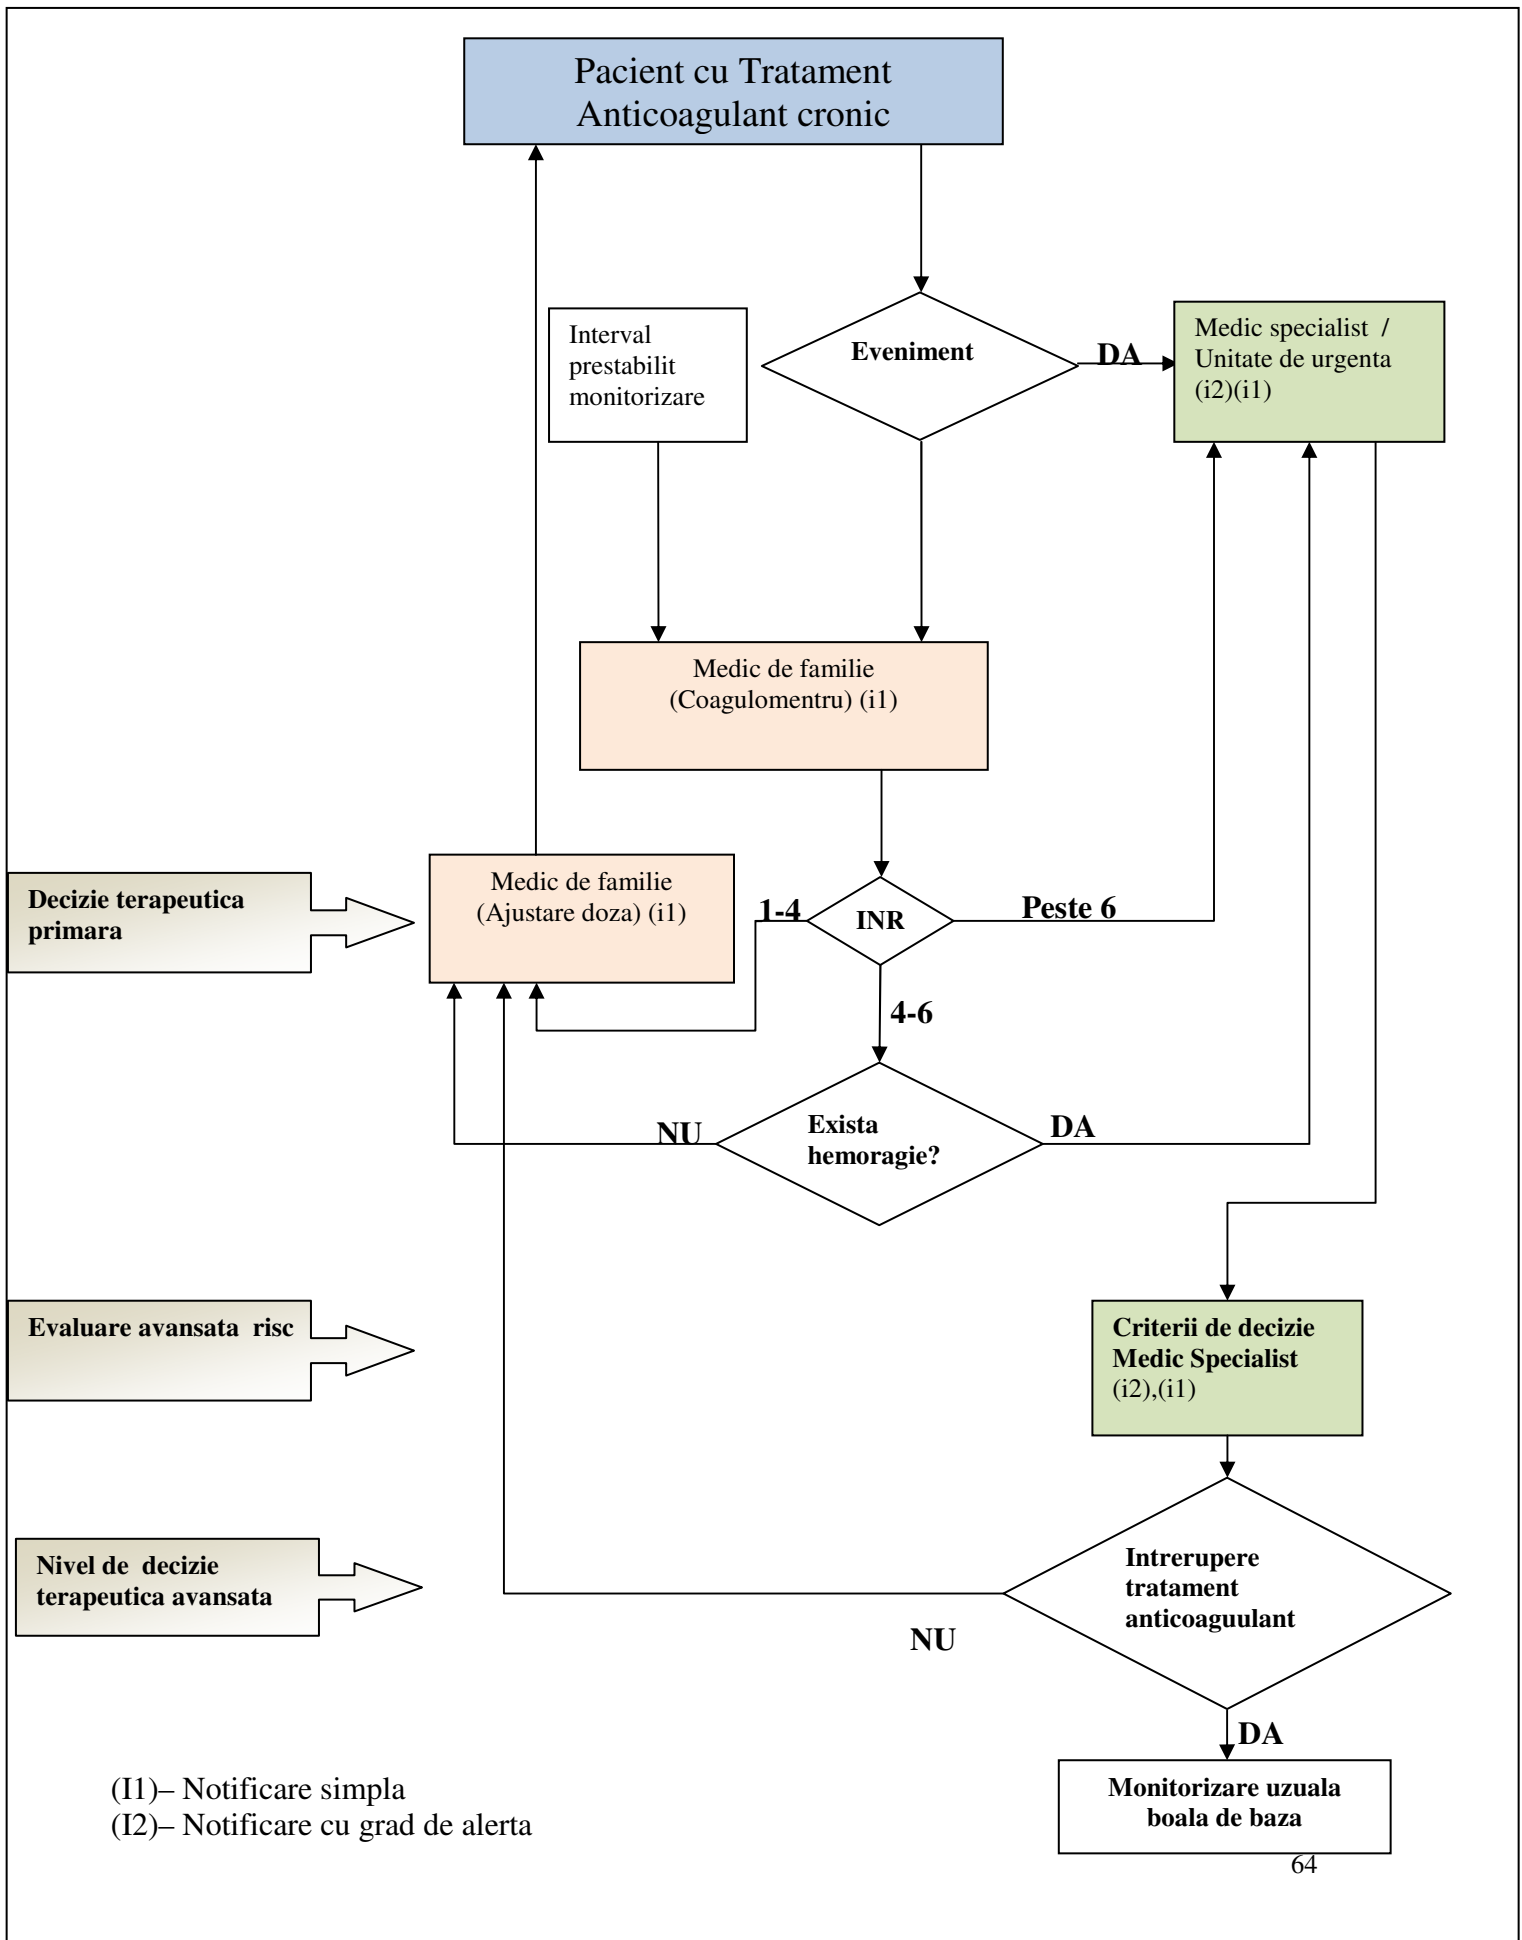 Pacient cu Tratament
Anticoagulant cronic
Interval
prestabilit
monitorizare
Eveniment
DA
Medic specialist /
Unitate de urgenta
(i2)(i1)
Medic de familie
(Coagulomentru) (i1)
Decizie terapeutica
primara
Medic de familie
(Ajustare doza) (i1)
1-4
INR
Peste 6
4-6
NU
Exista
hemoragie?
DA
Evaluare avansata risc
Criterii de decizie
Medic Specialist
(i2),(i1)
Nivel de decizie
terapeutica avansata
Intrerupere
tratament
anticoaguulant
NU
DA
Monitorizare uzuala
boala de baza
(I1)– Notificare simpla
(I2)– Notificare cu grad de alerta
64